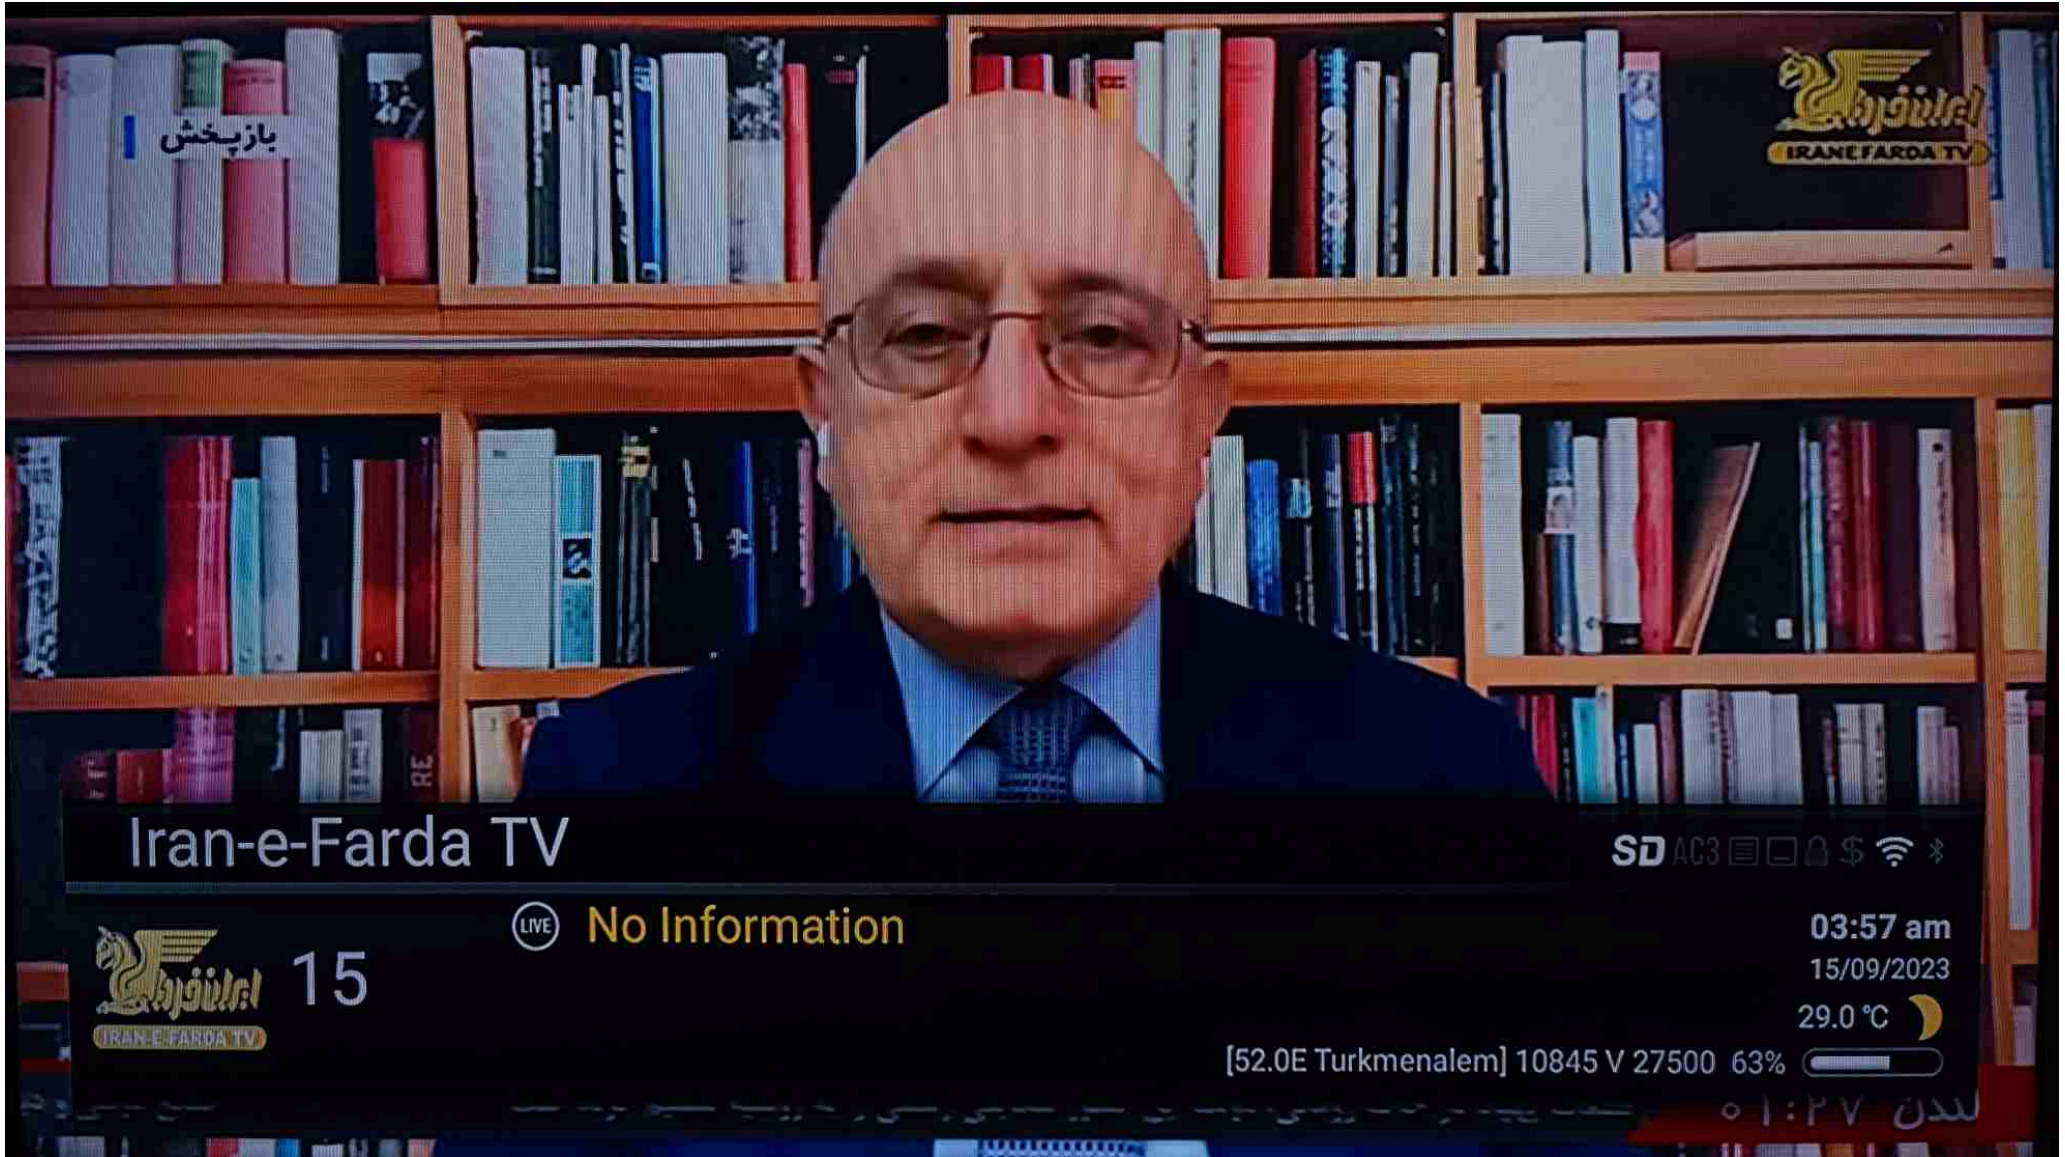 بازپخش
ایران فردا
IRANEFARDA TV
RE
Iran-e-Farda TV
SD AC3 $
LIVE No Information
ایران فردا
IRAN-E-FARDA TV
15
03:57 am
15/09/2023
29.0 °C
[52.0E Turkmenalem] 10845 V 27500 63%
لندن ۰۱:۲۷